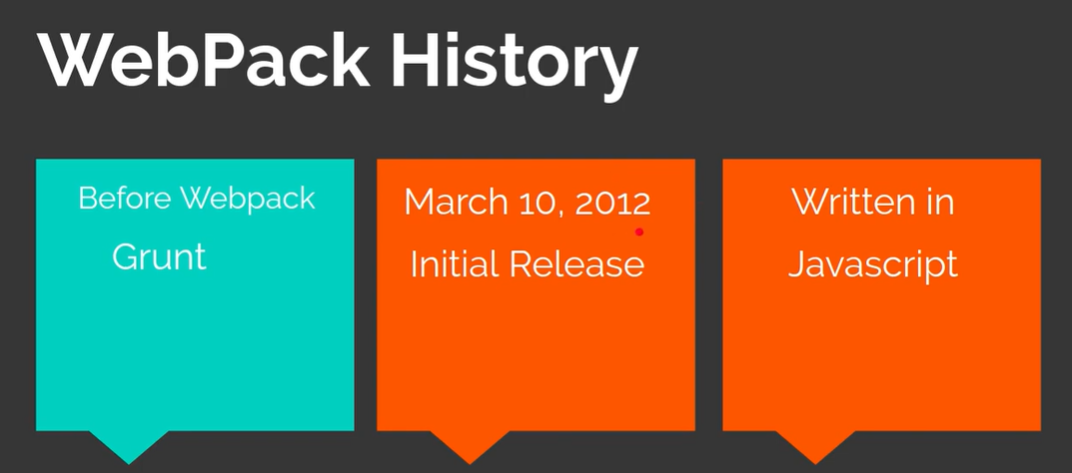 WebPack History
Before Webpack
Grunt
March 10, 2012
Initial Release
Written in
Javascript